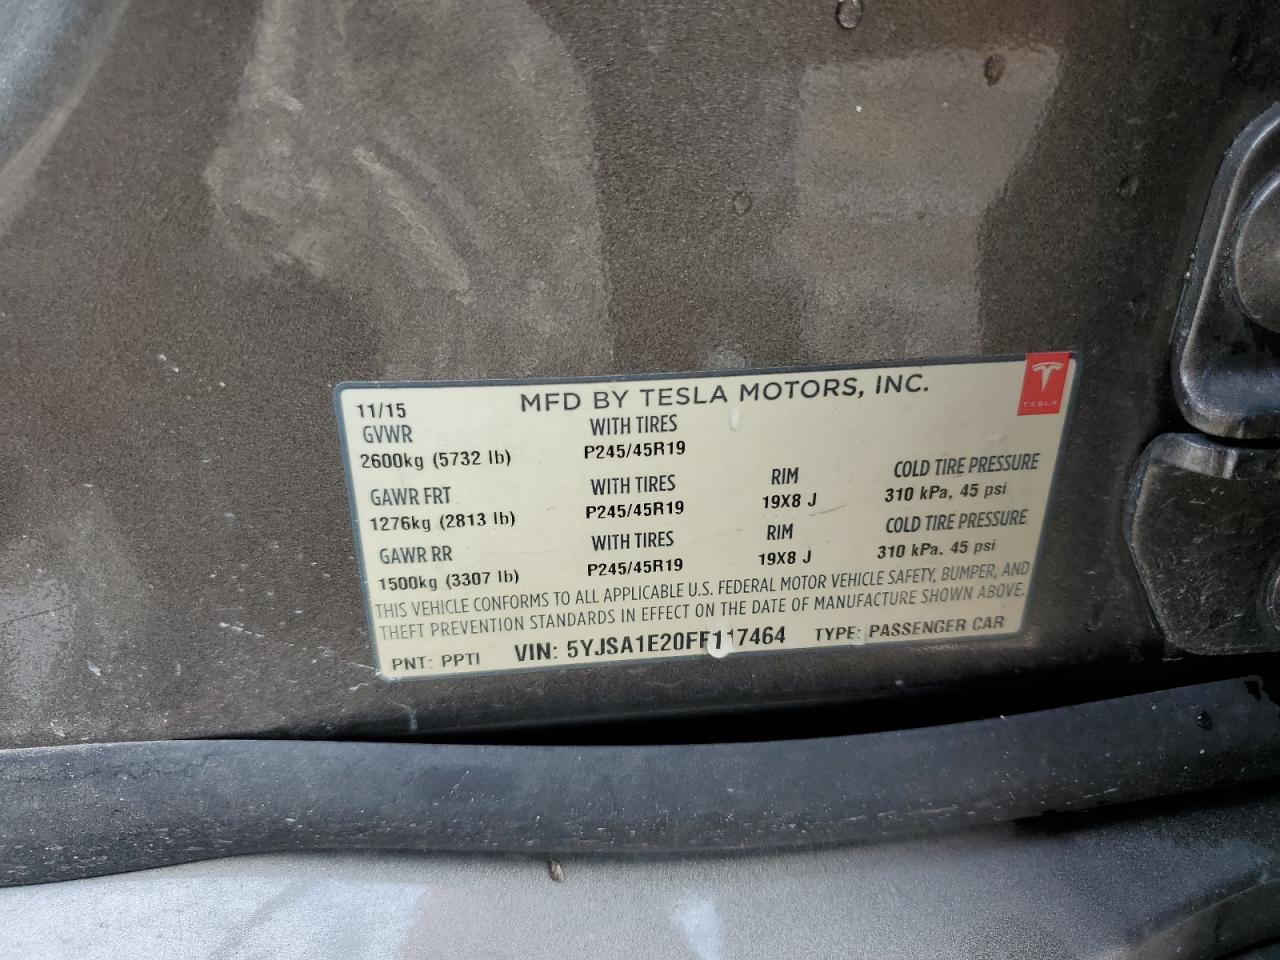 11/15 MFD BY TESLA MOTORS, INC.
GVWR WITH TIRES
2600kg (5732 lb) P245/45R19
GAWR FRT WITH TIRES RIM COLD TIRE PRESSURE
1276kg (2813 lb) P245/45R19 19X8 J 310 kPa, 45 psi
GAWR RR WITH TIRES RIM COLD TIRE PRESSURE
1500kg (3307 lb) P245/45R19 19X8 J 310 kPa. 45 psi
THIS VEHICLE CONFORMS TO ALL APPLICABLE U.S. FEDERAL MOTOR VEHICLE SAFETY, BUMPER, AND
THEFT PREVENTION STANDARDS IN EFFECT ON THE DATE OF MANUFACTURE SHOWN ABOVE.
PNT: PPTI VIN: 5YJSA1E20FF117464 TYPE: PASSENGER CAR
TESLA